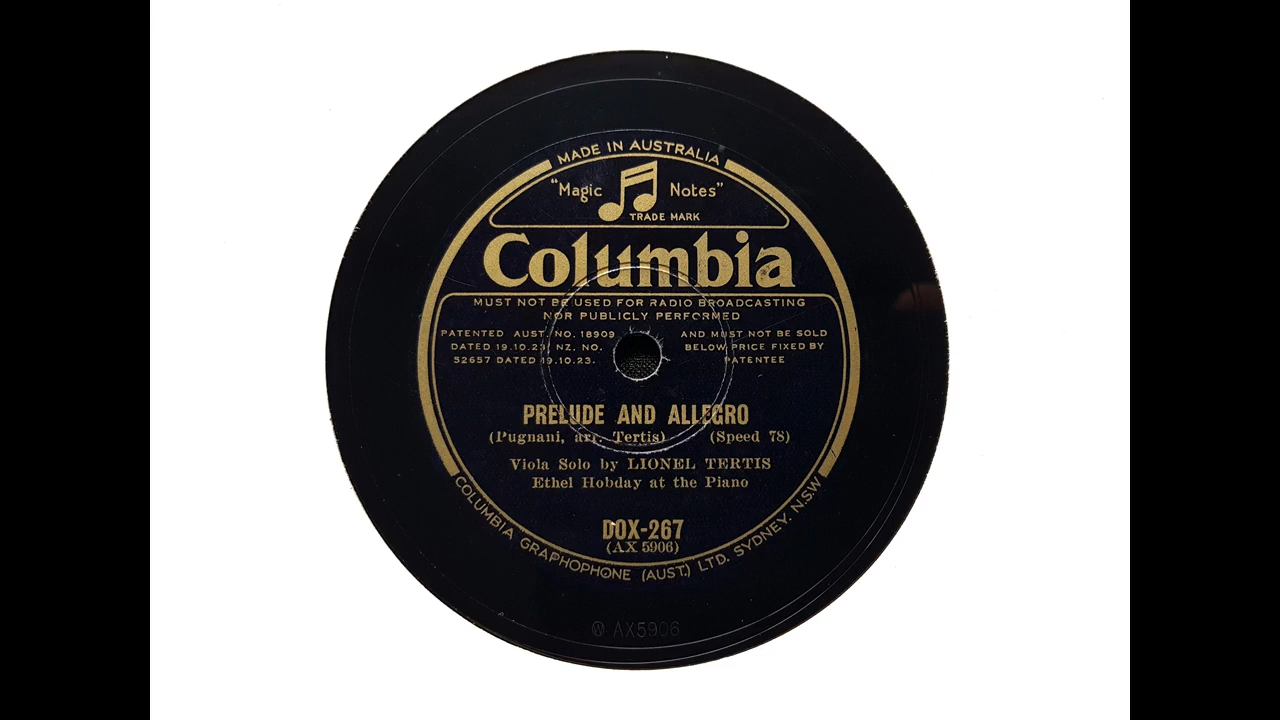 MADE IN AUSTRALIA
"Magic Notes"
TRADE MARK
Columbia
MUST NOT BE USED FOR RADIO BROADCASTING
NOR PUBLICLY PERFORMED
PATENTED AUST. NO. 18909
DATED 19.10.23, NZ. NO.
52657 DATED 19.10.23.
AND MUST NOT BE SOLD
BELOW PRICE FIXED BY
PATENTEE
PRELUDE AND ALLEGRO
(Pugnani, arr. Tertis) (Speed 78)
Viola Solo by LIONEL TERTIS
Ethel Hobday at the Piano
DOX-267
(AX 5906)
COLUMBIA GRAPHOPHONE (AUST.) LTD. SYDNEY. N.S.W
Ⓦ AX5906